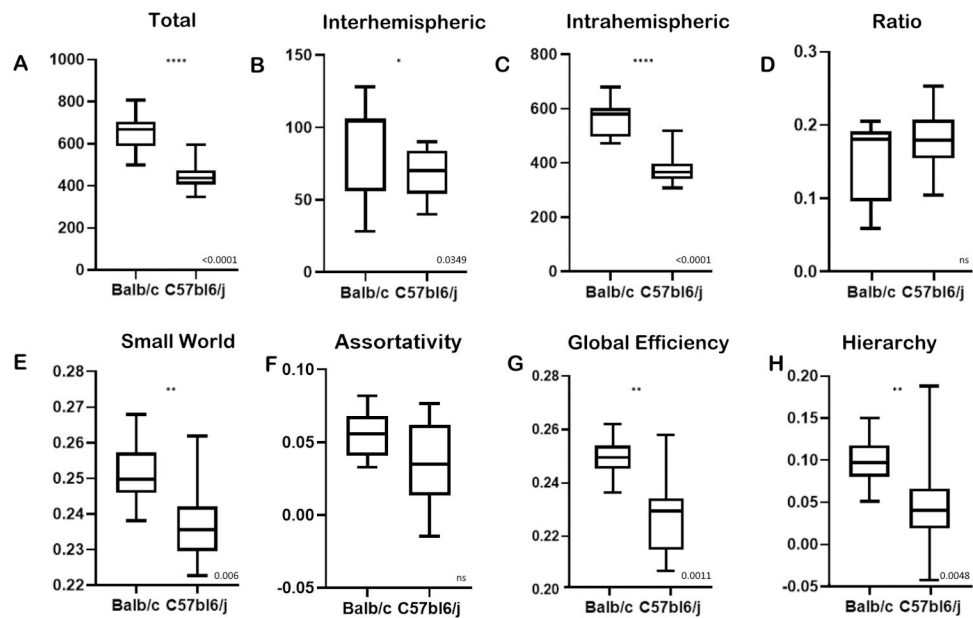 Total
A
1000
800
600
400
200
0
****
<0.0001
Balb/c C57bl6/j
Interhemispheric
B
150
100
50
0
*
0.0349
Balb/c C57bl6/j
Intrahemispheric
C
800
600
400
200
0
****
<0.0001
Balb/c C57bl6/j
Ratio
D
0.3
0.2
0.1
0.0
ns
Balb/c C57bl6/j
Small World
E
0.28
0.27
0.26
0.25
0.24
0.23
0.22
**
0.006
Balb/c C57bl6/j
Assortativity
F
0.10
0.05
0.00
-0.05
ns
Balb/c C57bl6/j
Global Efficiency
G
0.28
0.26
0.24
0.22
0.20
**
0.0011
Balb/c C57bl6/j
Hierarchy
H
0.20
0.15
0.10
0.05
0.00
-0.05
**
0.0048
Balb/c C57bl6/j